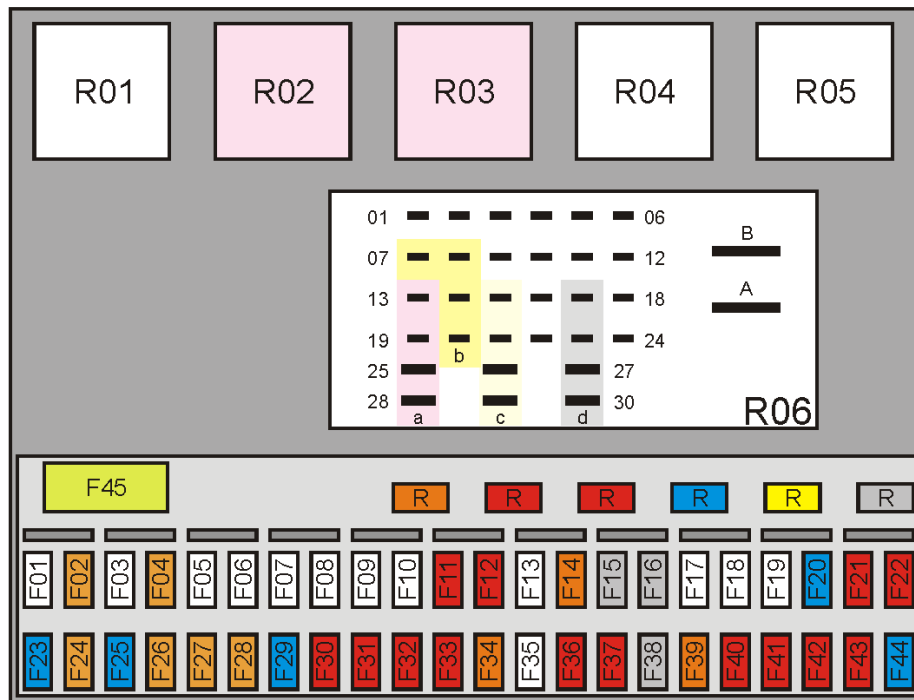 R01 R02 R03 R04 R05
01 06
B
07 12
A
13 18
19 24
b
25 27
28 30
a c d
R06
F45
R R R R R R
F01 F02 F03 F04 F05 F06 F07 F08 F09 F10 F11 F12 F13 F14 F15 F16 F17 F18 F19 F20 F21 F22
F23 F24 F25 F26 F27 F28 F29 F30 F31 F32 F33 F34 F35 F36 F37 F38 F39 F40 F41 F42 F43 F44